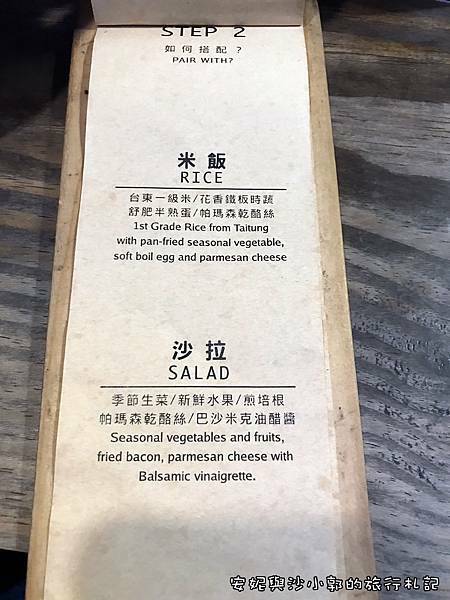 STEP 2
如何搭配?
PAIR WITH?
米飯
RICE
台東一級米/花香鐵板時蔬
舒肥半熟蛋/帕瑪森乾酪絲
1st Grade Rice from Taitung
with pan-fried seasonal vegetable,
soft boil egg and parmesan cheese
沙拉
SALAD
季節生菜/新鮮水果/煎培根
帕瑪森乾酪絲/巴沙米克油醋醬
Seasonal vegetables and fruits,
fried bacon, parmesan cheese with
Balsamic vinaigrette.
安妮與沙小郭的旅行札記